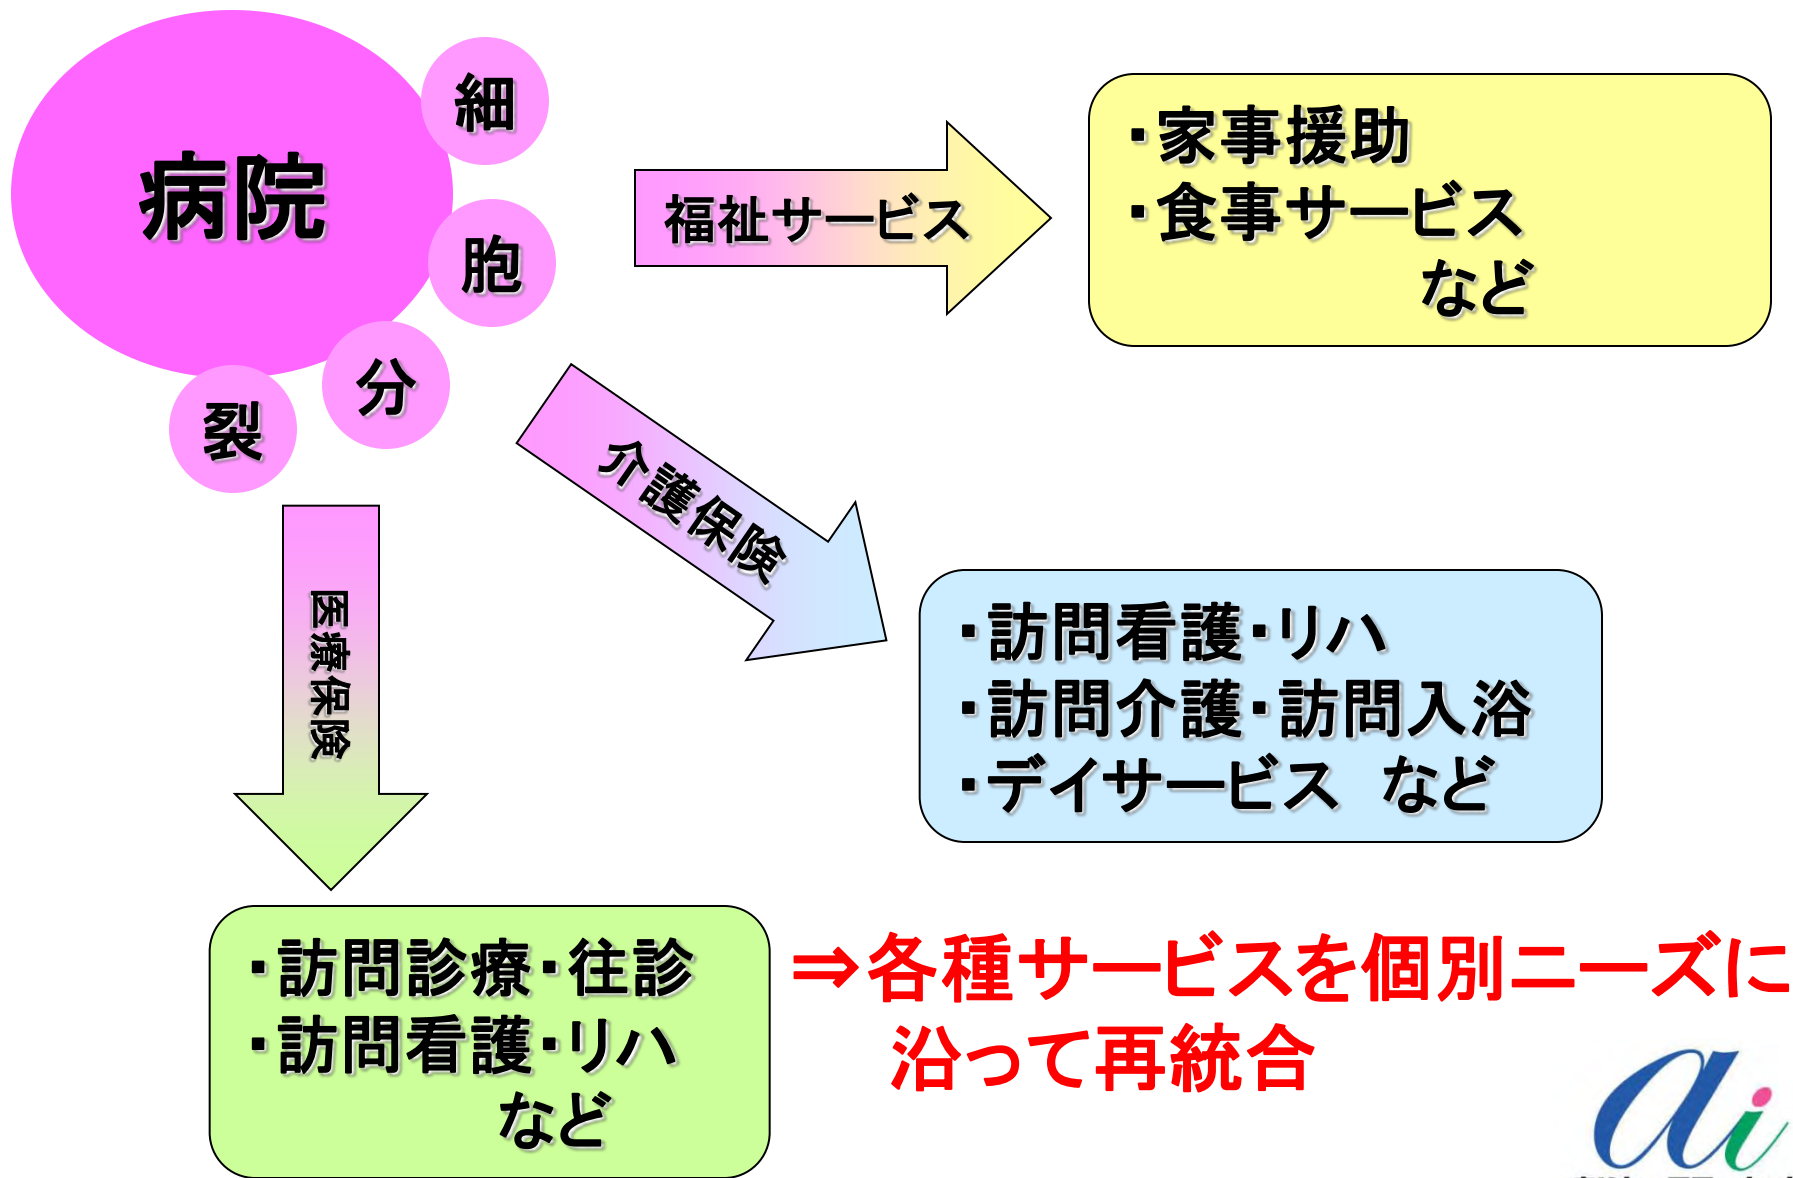 病院
細
胞
分
裂
福祉サービス
・家事援助
・食事サービス
など
介護保険
・訪問看護・リハ
・訪問介護・訪問入浴
・デイサービス　など
医療保険
・訪問診療・往診
・訪問看護・リハ
など
⇒各種サービスを個別ニーズに
沿って再統合
ai